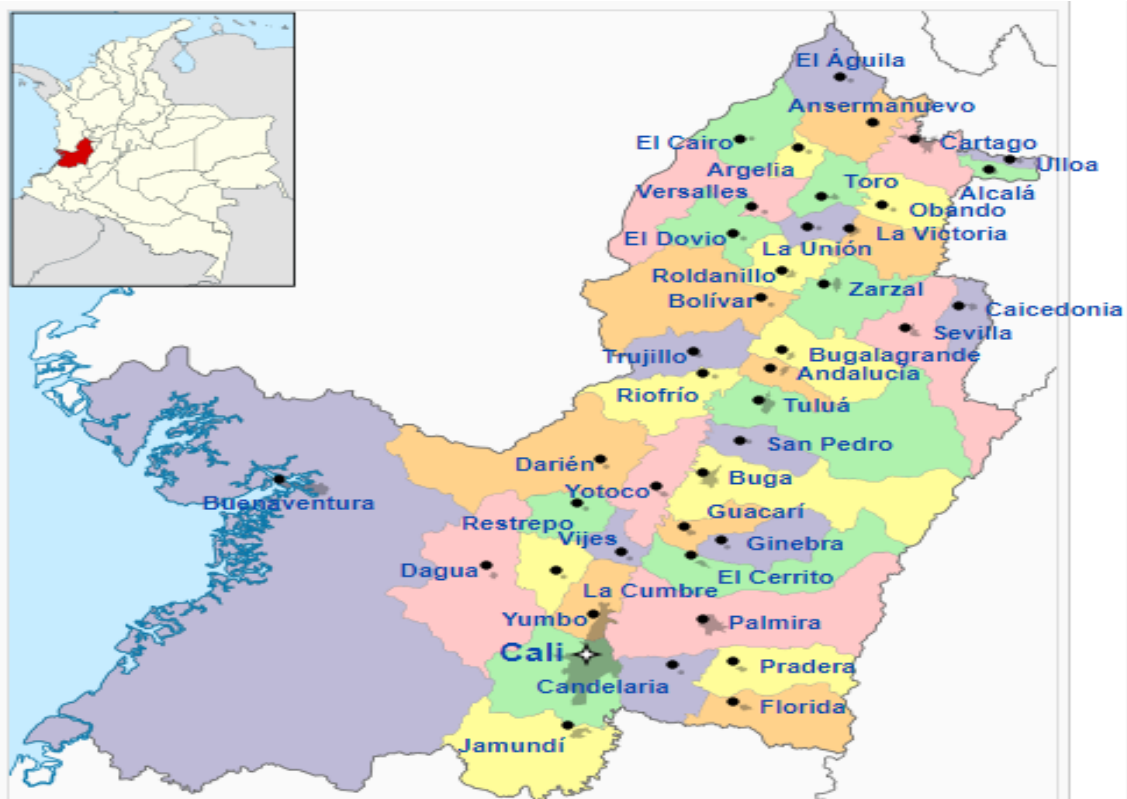 El Águila
Ansermanuevo
El Cairo
Cartago
Argelia
Ulloa
Versalles
Toro
Alcalá
Obando
El Dovio
La Victoria
La Unión
Roldanillo
Zarzal
Bolívar
Caicedonia
Sevilla
Trujillo
Bugalagrande
Andalucía
Riofrío
Tuluá
San Pedro
Darién
Buga
Yotoco
Buenaventura
Guacarí
Restrepo
Vijes
Ginebra
Dagua
El Cerrito
La Cumbre
Yumbo
Palmira
Cali
Pradera
Candelaria
Florida
Jamundí